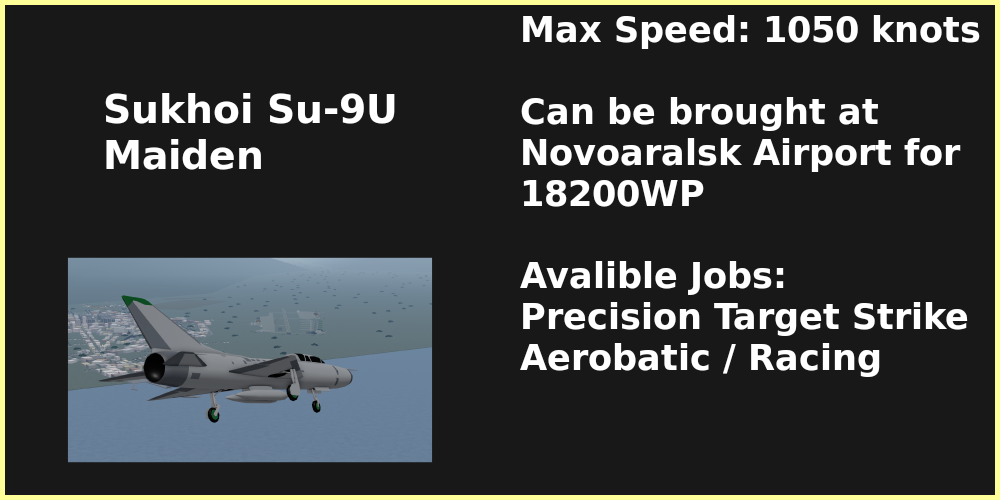 Sukhoi Su-9U
Maiden
Max Speed: 1050 knots
Can be brought at
Novoaralsk Airport for
18200WP
Avalible Jobs:
Precision Target Strike
Aerobatic / Racing